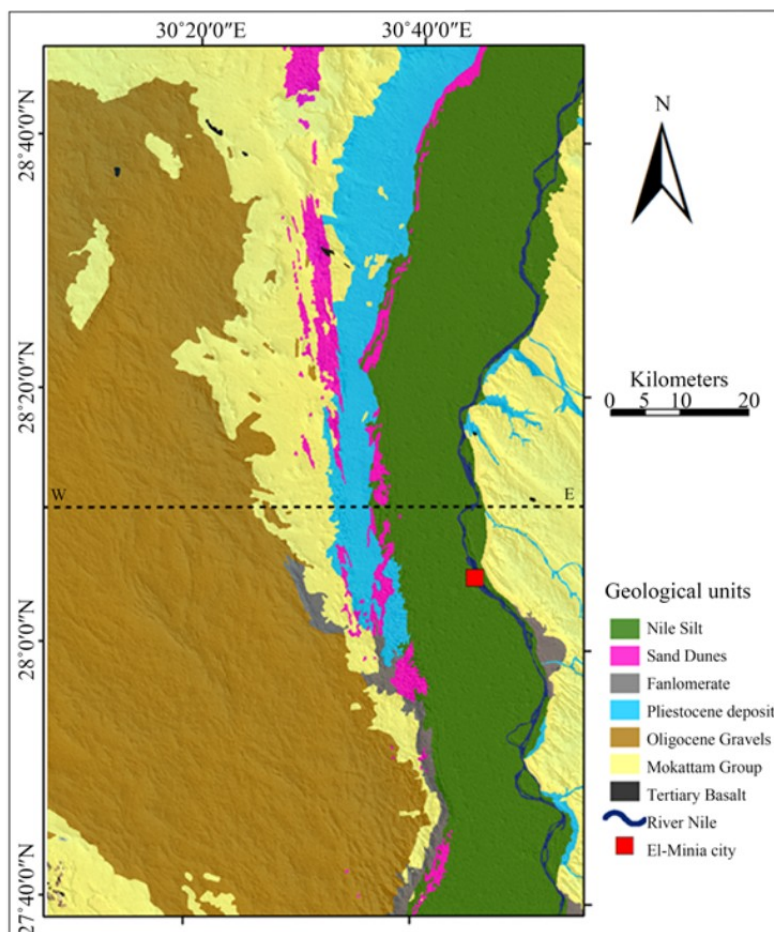 30°20′0″E 30°40′0″E
N
28°40′0″N
28°20′0″N
28°0′0″N
27°40′0″N
W E
Kilometers
0 5 10 20
Geological units
Nile Silt
Sand Dunes
Fanlomerate
Pliestocene deposit
Oligocene Gravels
Mokattam Group
Tertiary Basalt
River Nile
El-Minia city